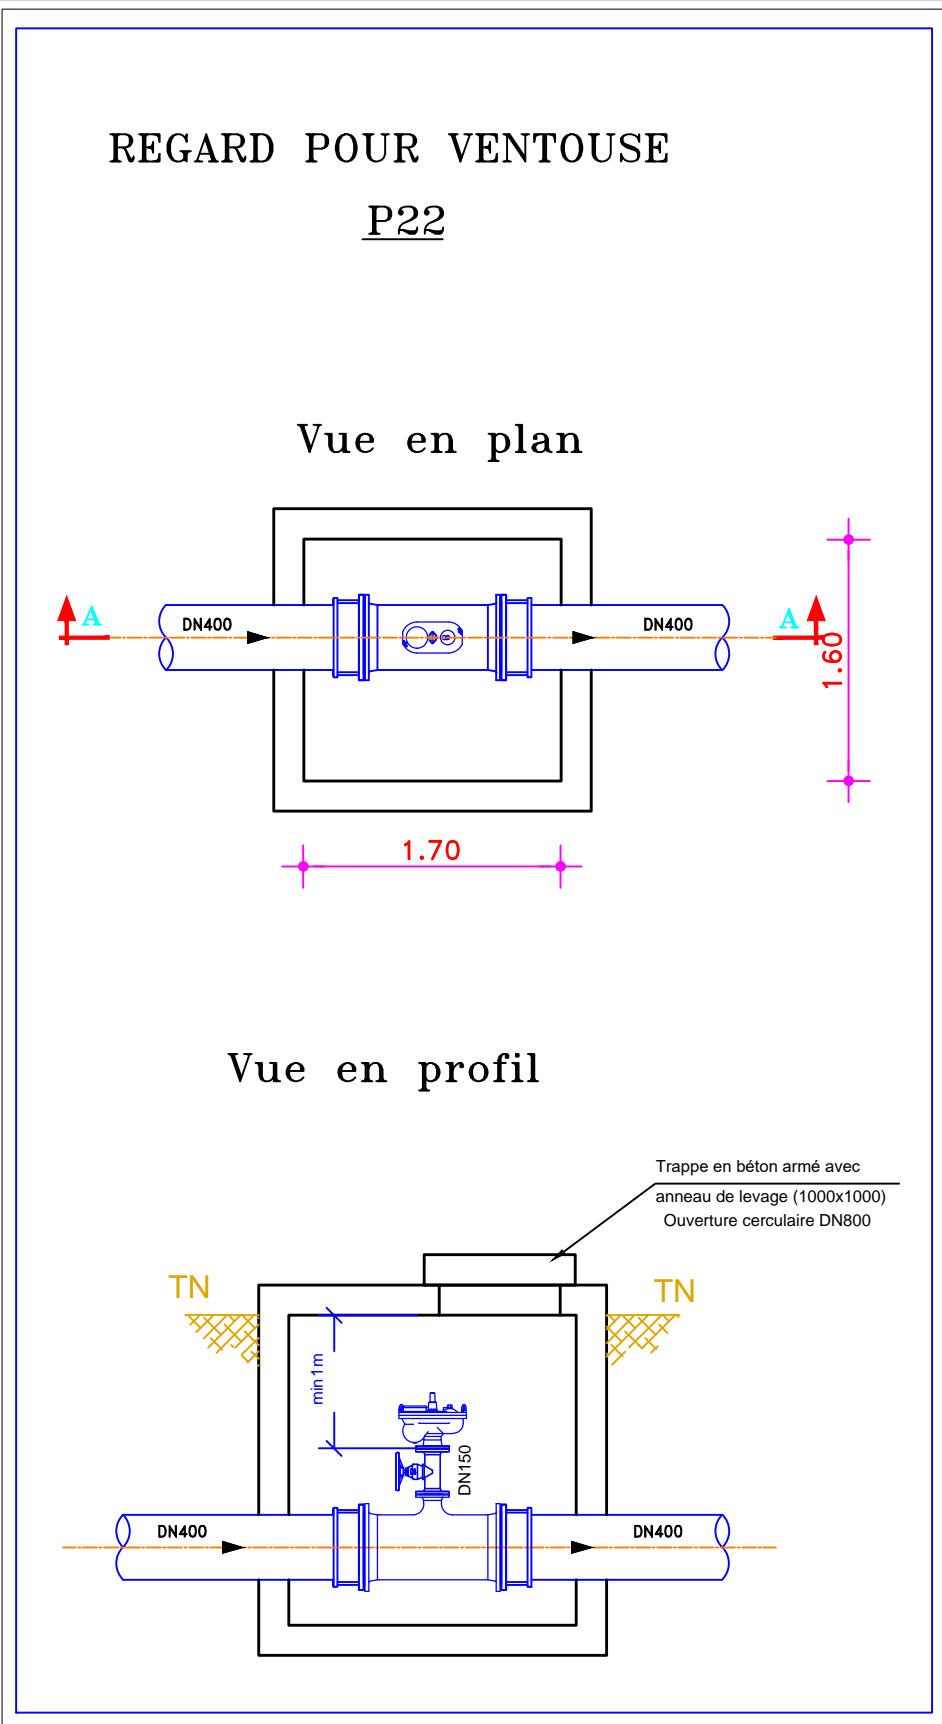 REGARD POUR VENTOUSE
P22
Vue en plan
A
DN400
DN400
A
1.60
1.70
Vue en profil
Trappe en béton armé avec
anneau de levage (1000x1000)
Ouverture cerculaire DN800
TN
TN
min 1m
DN150
DN400
DN400